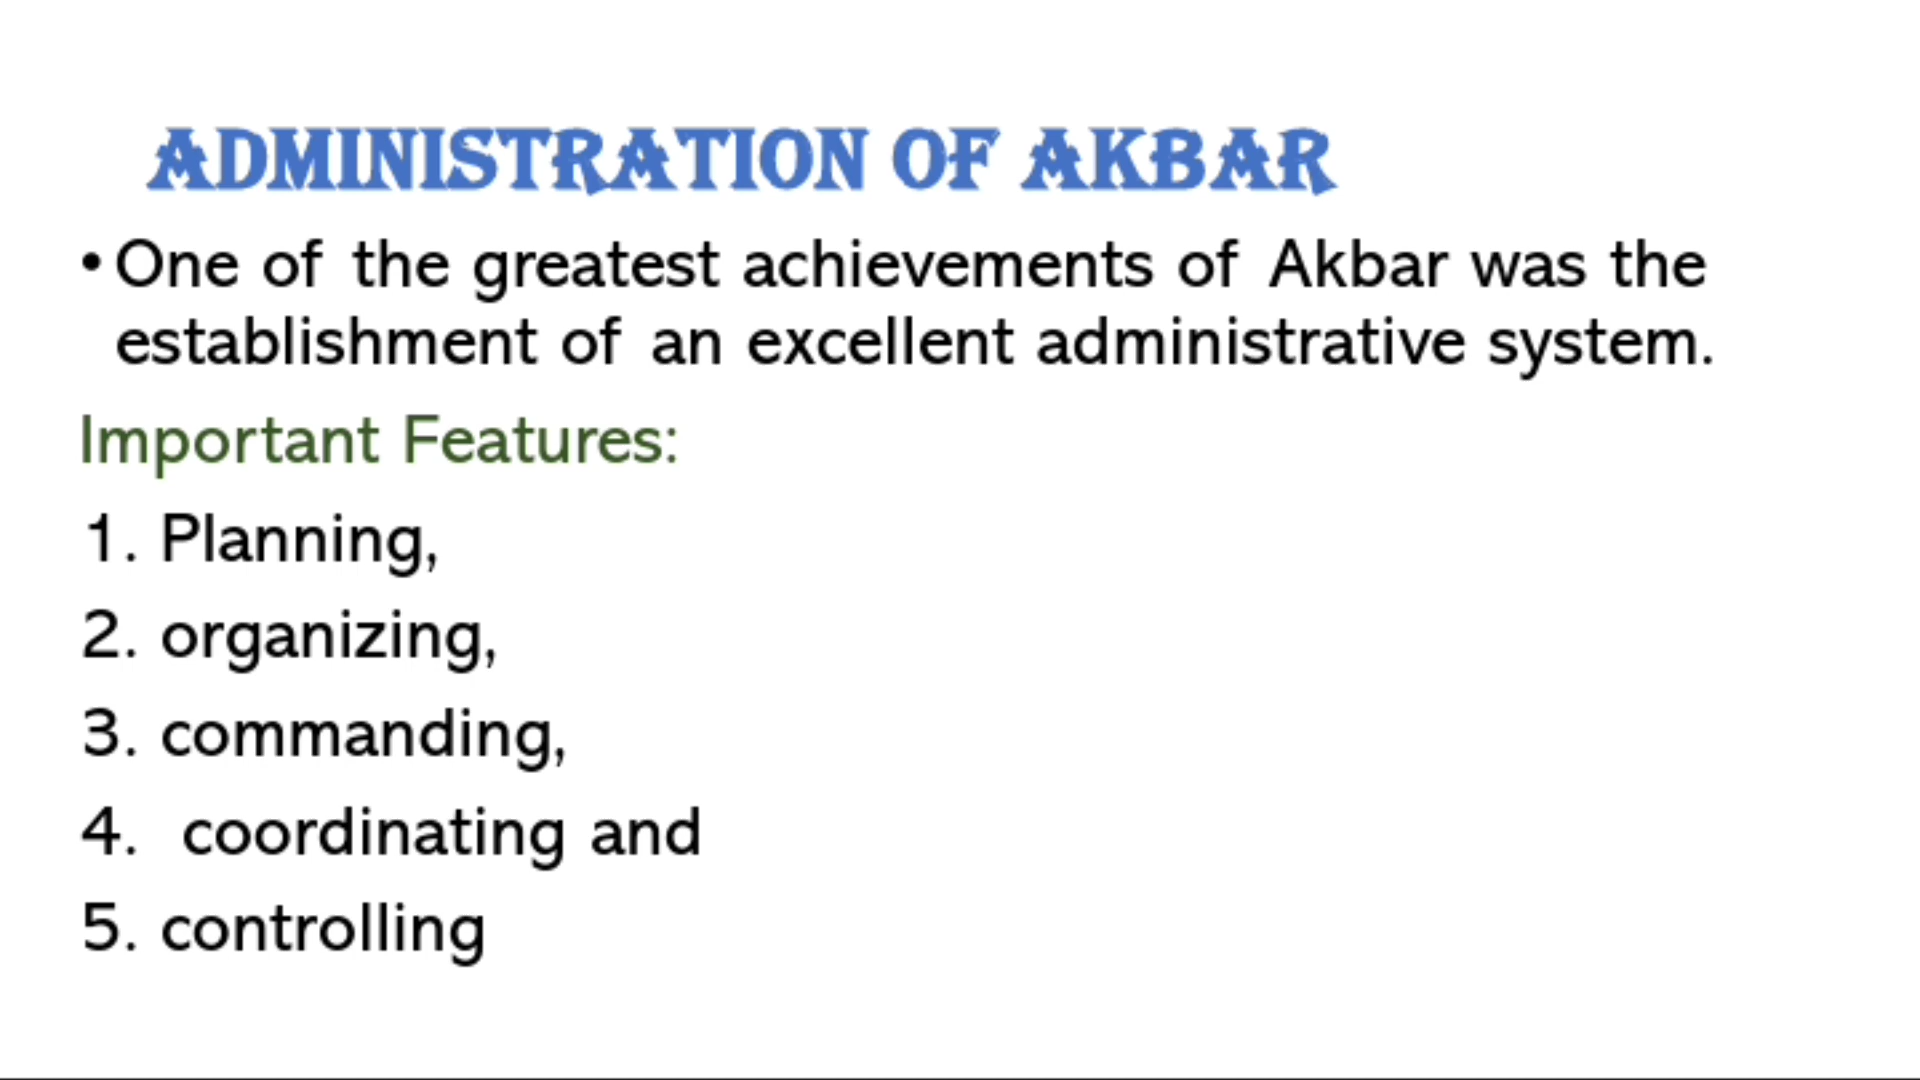 ADMINISTRATION OF AKBAR
• One of the greatest achievements of Akbar was the
establishment of an excellent administrative system.
Important Features:
1. Planning,
2. organizing,
3. commanding,
4. coordinating and
5. controlling